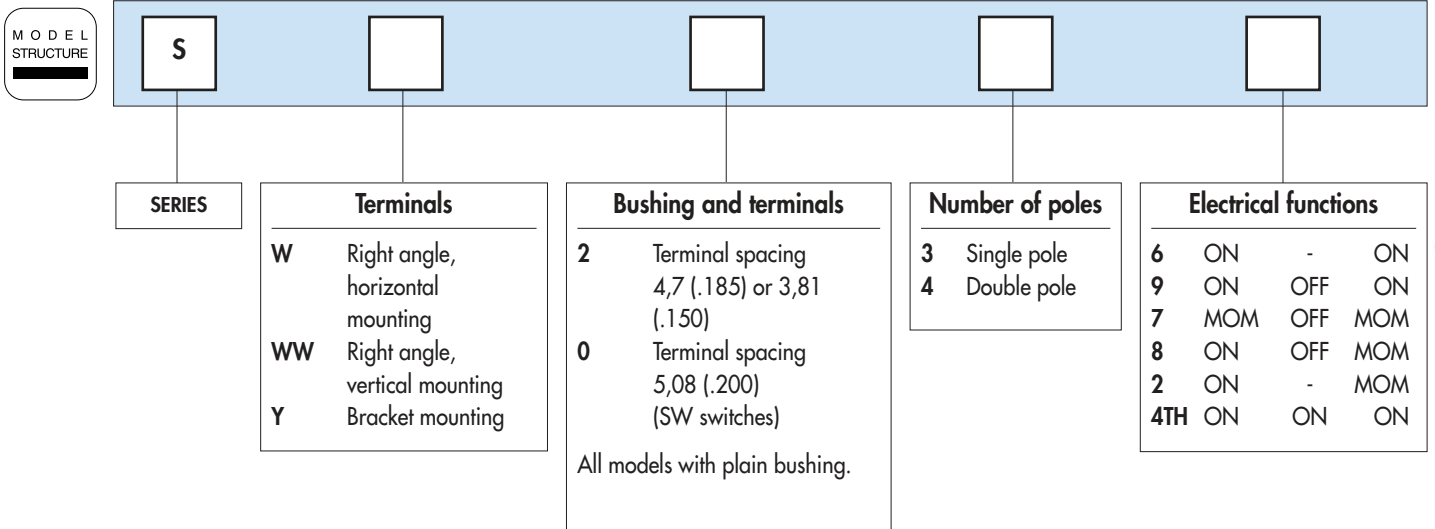 MODEL
STRUCTURE
S
SERIES
Terminals
W Right angle,
horizontal
mounting
WW Right angle,
vertical mounting
Y Bracket mounting
Bushing and terminals
2 Terminal spacing
4,7 (.185) or 3,81
(.150)
0 Terminal spacing
5,08 (.200)
(SW switches)
All models with plain bushing.
Number of poles
3 Single pole
4 Double pole
Electrical functions
6 ON - ON
9 ON OFF ON
7 MOM OFF MOM
8 ON OFF MOM
2 ON - MOM
4TH ON ON ON